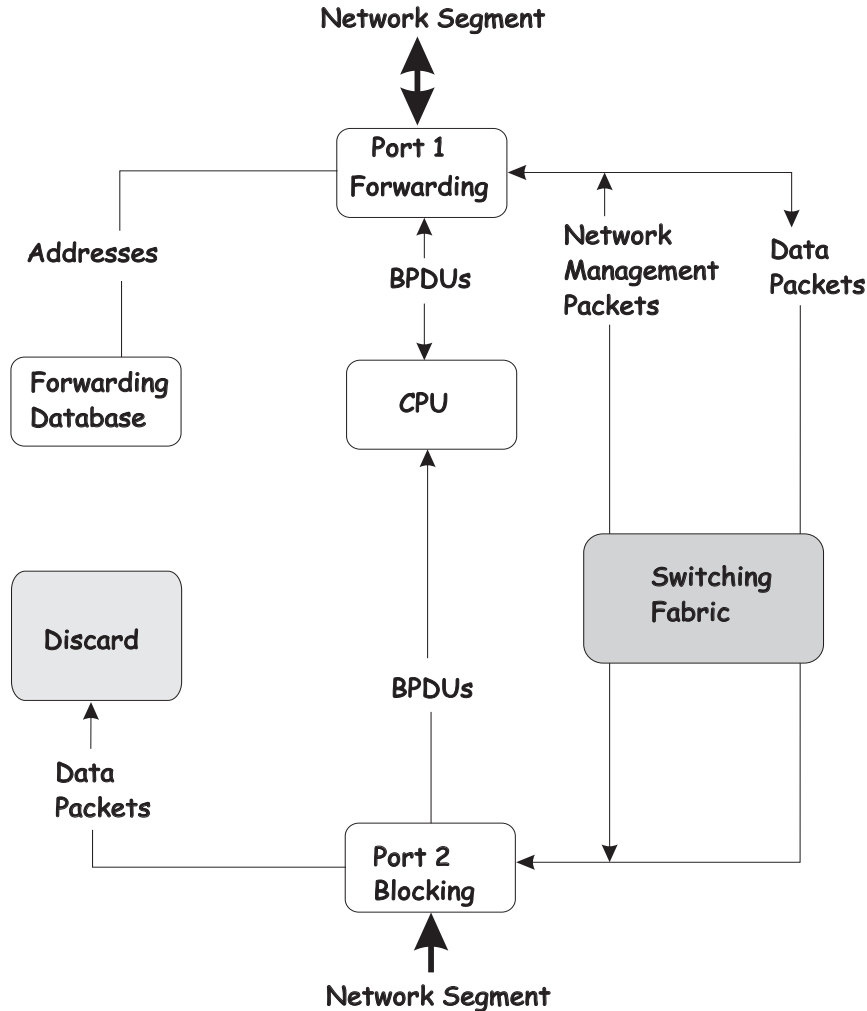 Network Segment
Port 1
Forwarding
Addresses
BPDUs
Network
Management
Packets
Data
Packets
Forwarding
Database
CPU
Switching
Fabric
Discard
BPDUs
Data
Packets
Port 2
Blocking
Network Segment